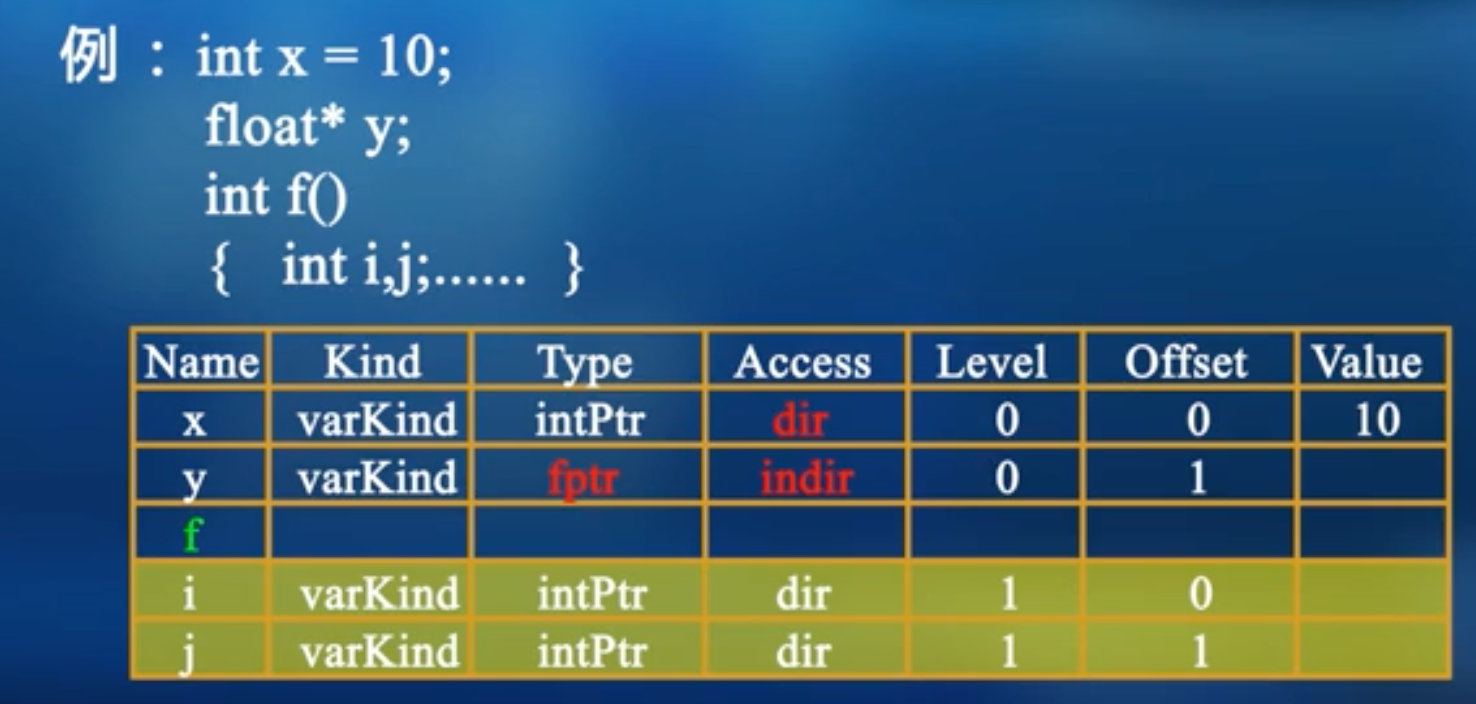 例：int x = 10;
float* y;
int f()
{ int i,j;...... }
Name Kind Type Access Level Offset Value
x varKind intPtr dir 0 0 10
y varKind fptr indir 0 1
f
i varKind intPtr dir 1 0
j varKind intPtr dir 1 1